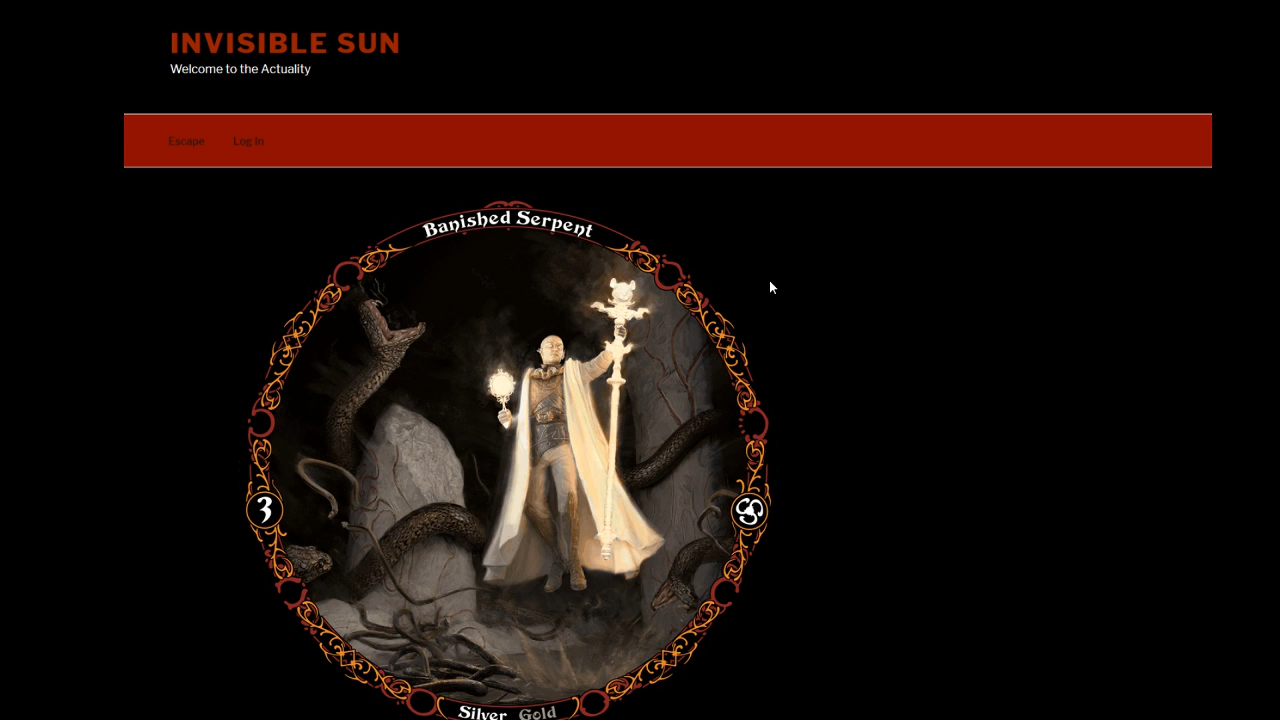 INVISIBLE SUN
Welcome to the Actuality
Escape Log In
Banished Serpent
3
Silver Gold